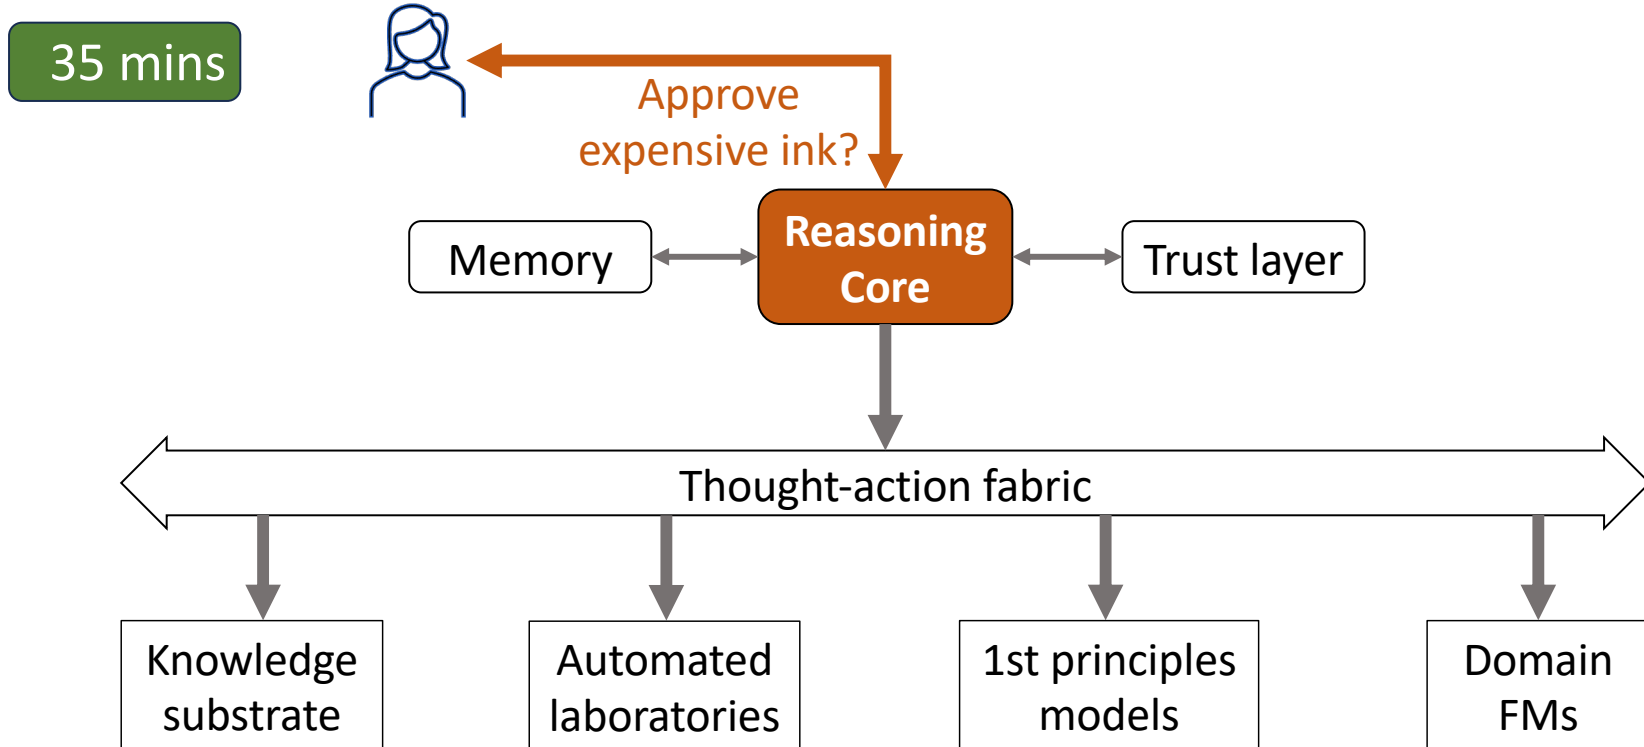 35 mins
Approve
expensive ink?
Reasoning
Core
Memory
Trust layer
Thought-action fabric
Knowledge
substrate
Automated
laboratories
1st principles
models
Domain
FMs